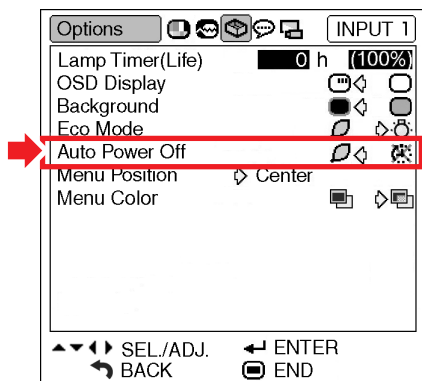 Options INPUT 1
Lamp Timer(Life) 0 h (100%)
OSD Display
Background
Eco Mode
Auto Power Off
Menu Position Center
Menu Color
SEL./ADJ. ENTER
BACK END